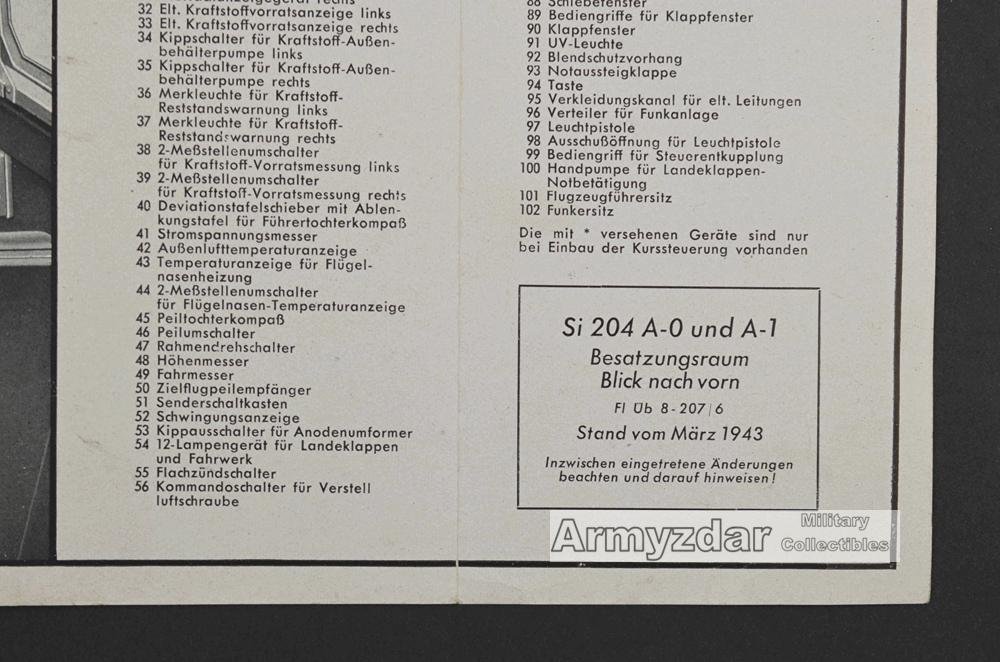 32 Elt. Kraftstoffvorratsanzeige links
33 Elt. Kraftstoffvorratsanzeige rechts
34 Kippschalter für Kraftstoff-Außen-
behälterpumpe links
35 Kippschalter für Kraftstoff-Außen-
behälterpumpe rechts
36 Merkleuchte für Kraftstoff-
Reststandswarnung links
37 Merkleuchte für Kraftstoff-
Reststandswarnung rechts
38 2-Meßstellenumschalter
für Kraftstoff-Vorratsmessung links
39 2-Meßstellenumschalter
für Kraftstoff-Vorratsmessung rechts
40 Deviationstafelschieber mit Ablen-
kungstafel für Führertochterkompaß
41 Stromspannungsmesser
42 Außenlufttemperaturanzeige
43 Temperaturanzeige für Flügel-
nasenheizung
44 2-Meßstellenumschalter
für Flügelnasen-Temperaturanzeige
45 Peiltochterkompaß
46 Peilumschalter
47 Rahmendrehschalter
48 Höhenmesser
49 Fahrmesser
50 Zielflugpeilempfänger
51 Senderschaltkasten
52 Schwingungsanzeige
53 Kippausschalter für Anodenumformer
54 12-Lampengerät für Landeklappen
und Fahrwerk
55 Flachzündschalter
56 Kommandoschalter für Verstell
luftschraube
88 Schiebefenster
89 Bediengriffe für Klappfenster
90 Klappfenster
91 UV-Leuchte
92 Blendschutzvorhang
93 Notaussteigklappe
94 Taste
95 Verkleidungskanal für elt. Leitungen
96 Verteiler für Funkanlage
97 Leuchtpistole
98 Ausschußöffnung für Leuchtpistole
99 Bediengriff für Steuerentkupplung
100 Handpumpe für Landeklappen-
Notbetätigung
101 Flugzeugführersitz
102 Funkersitz
Die mit * versehenen Geräte sind nur
bei Einbau der Kurssteuerung vorhanden
Si 204 A-0 und A-1
Besatzungsraum
Blick nach vorn
Fl Üb 8-207/6
Stand vom März 1943
Inzwischen eingetretene Änderungen
beachten und darauf hinweisen!
Armyzdar Military
Collectibles